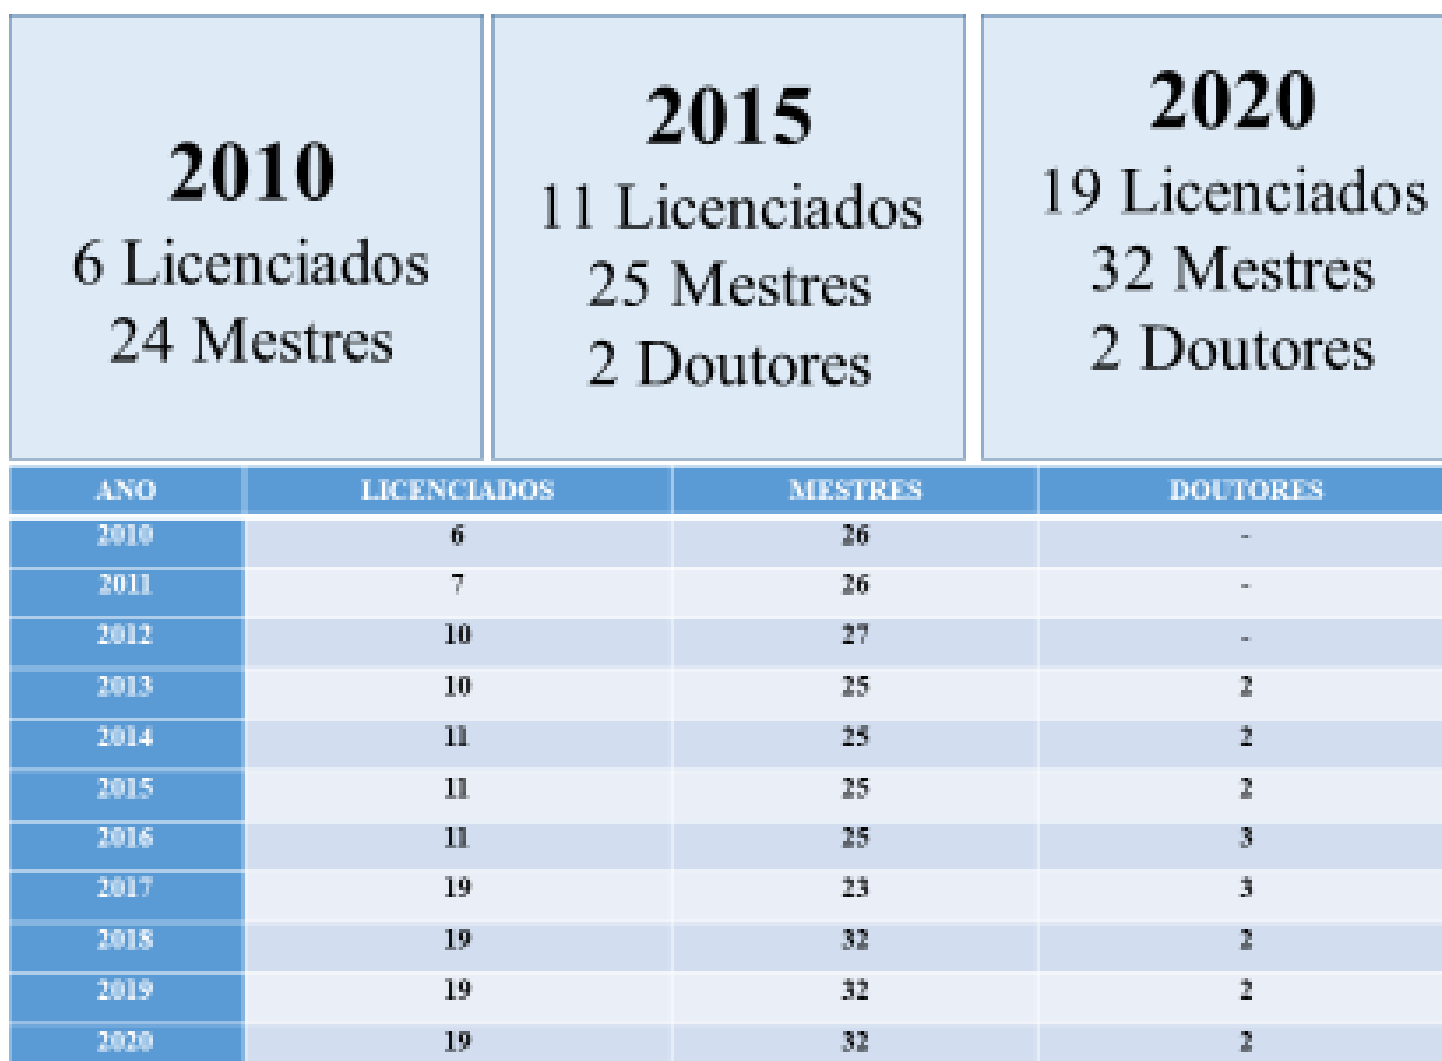 2010
6 Licenciados
24 Mestres
2015
11 Licenciados
25 Mestres
2 Doutores
2020
19 Licenciados
32 Mestres
2 Doutores
ANO LICENCIADOS MESTRES DOUTORES
2010 6 26 -
2011 7 26 -
2012 10 27 -
2013 10 25 2
2014 11 25 2
2015 11 25 2
2016 11 25 3
2017 19 23 3
2018 19 32 2
2019 19 32 2
2020 19 32 2